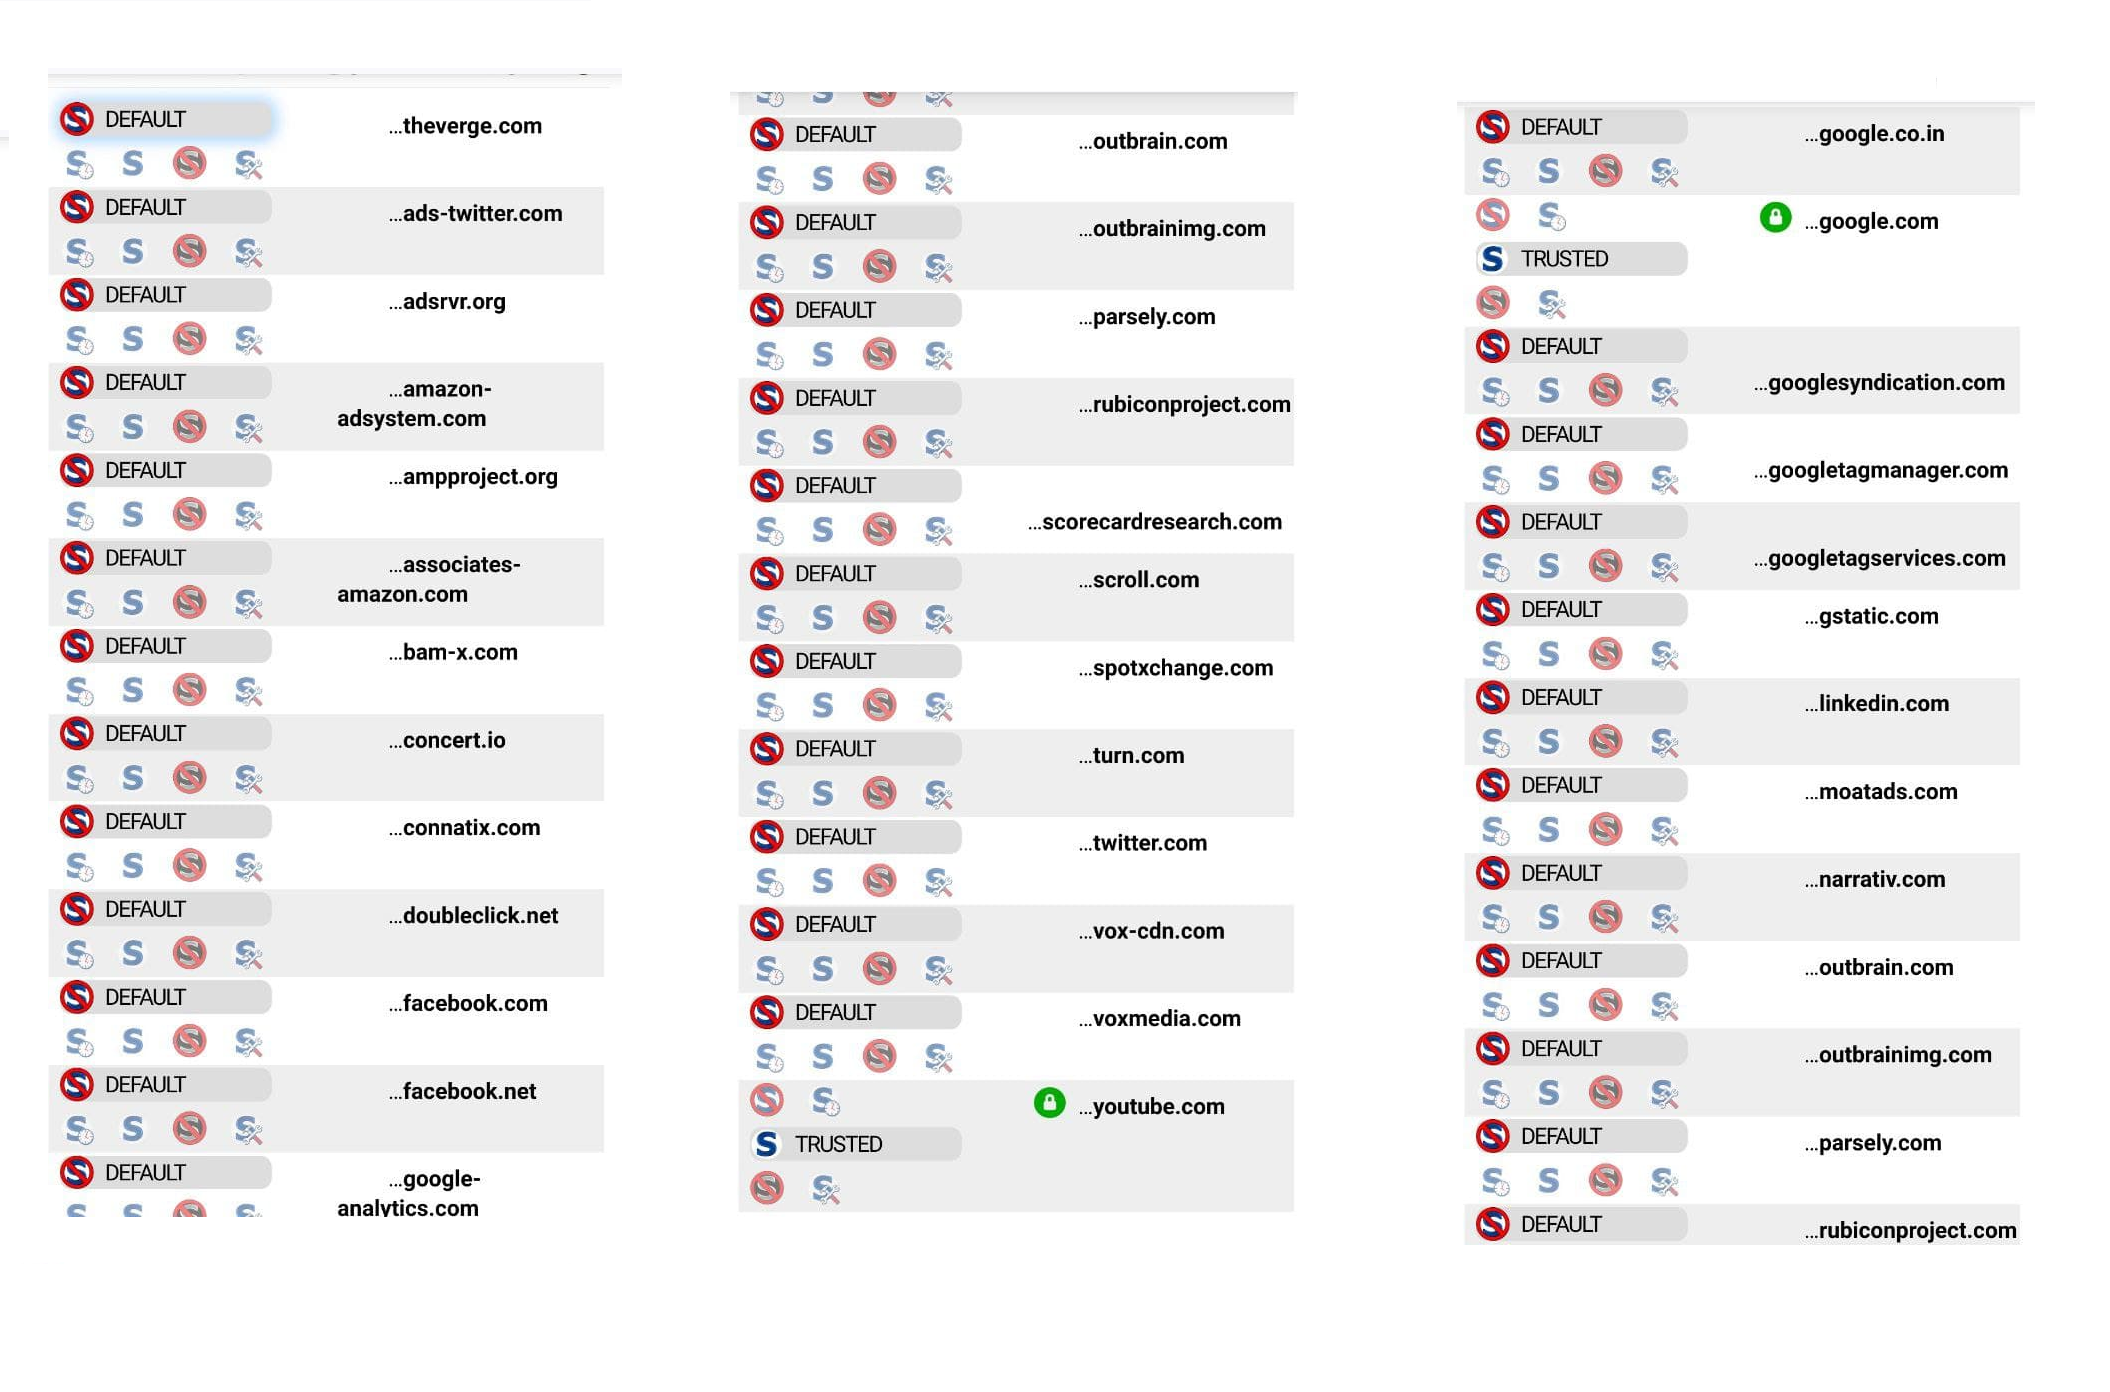 DEFAULT ...theverge.com
DEFAULT ...ads-twitter.com
DEFAULT ...adsrvr.org
DEFAULT ...amazon-
adsystem.com
DEFAULT ...ampproject.org
DEFAULT ...associates-
amazon.com
DEFAULT ...bam-x.com
DEFAULT ...concert.io
DEFAULT ...connatix.com
DEFAULT ...doubleclick.net
DEFAULT ...facebook.com
DEFAULT ...facebook.net
DEFAULT ...google-
analytics.com
DEFAULT ...outbrain.com
DEFAULT ...outbrainimg.com
DEFAULT ...parsely.com
DEFAULT ...rubiconproject.com
DEFAULT
...scorecardresearch.com
DEFAULT ...scroll.com
DEFAULT ...spotxchange.com
DEFAULT ...turn.com
DEFAULT ...twitter.com
DEFAULT ...vox-cdn.com
DEFAULT ...voxmedia.com
...youtube.com
TRUSTED
DEFAULT ...google.co.in
...google.com
TRUSTED
DEFAULT
...googlesyndication.com
DEFAULT
...googletagmanager.com
DEFAULT
...googletagservices.com
DEFAULT ...gstatic.com
DEFAULT ...linkedin.com
DEFAULT ...moatads.com
DEFAULT ...narrativ.com
DEFAULT ...outbrain.com
DEFAULT ...outbrainimg.com
DEFAULT ...parsely.com
DEFAULT ...rubiconproject.com